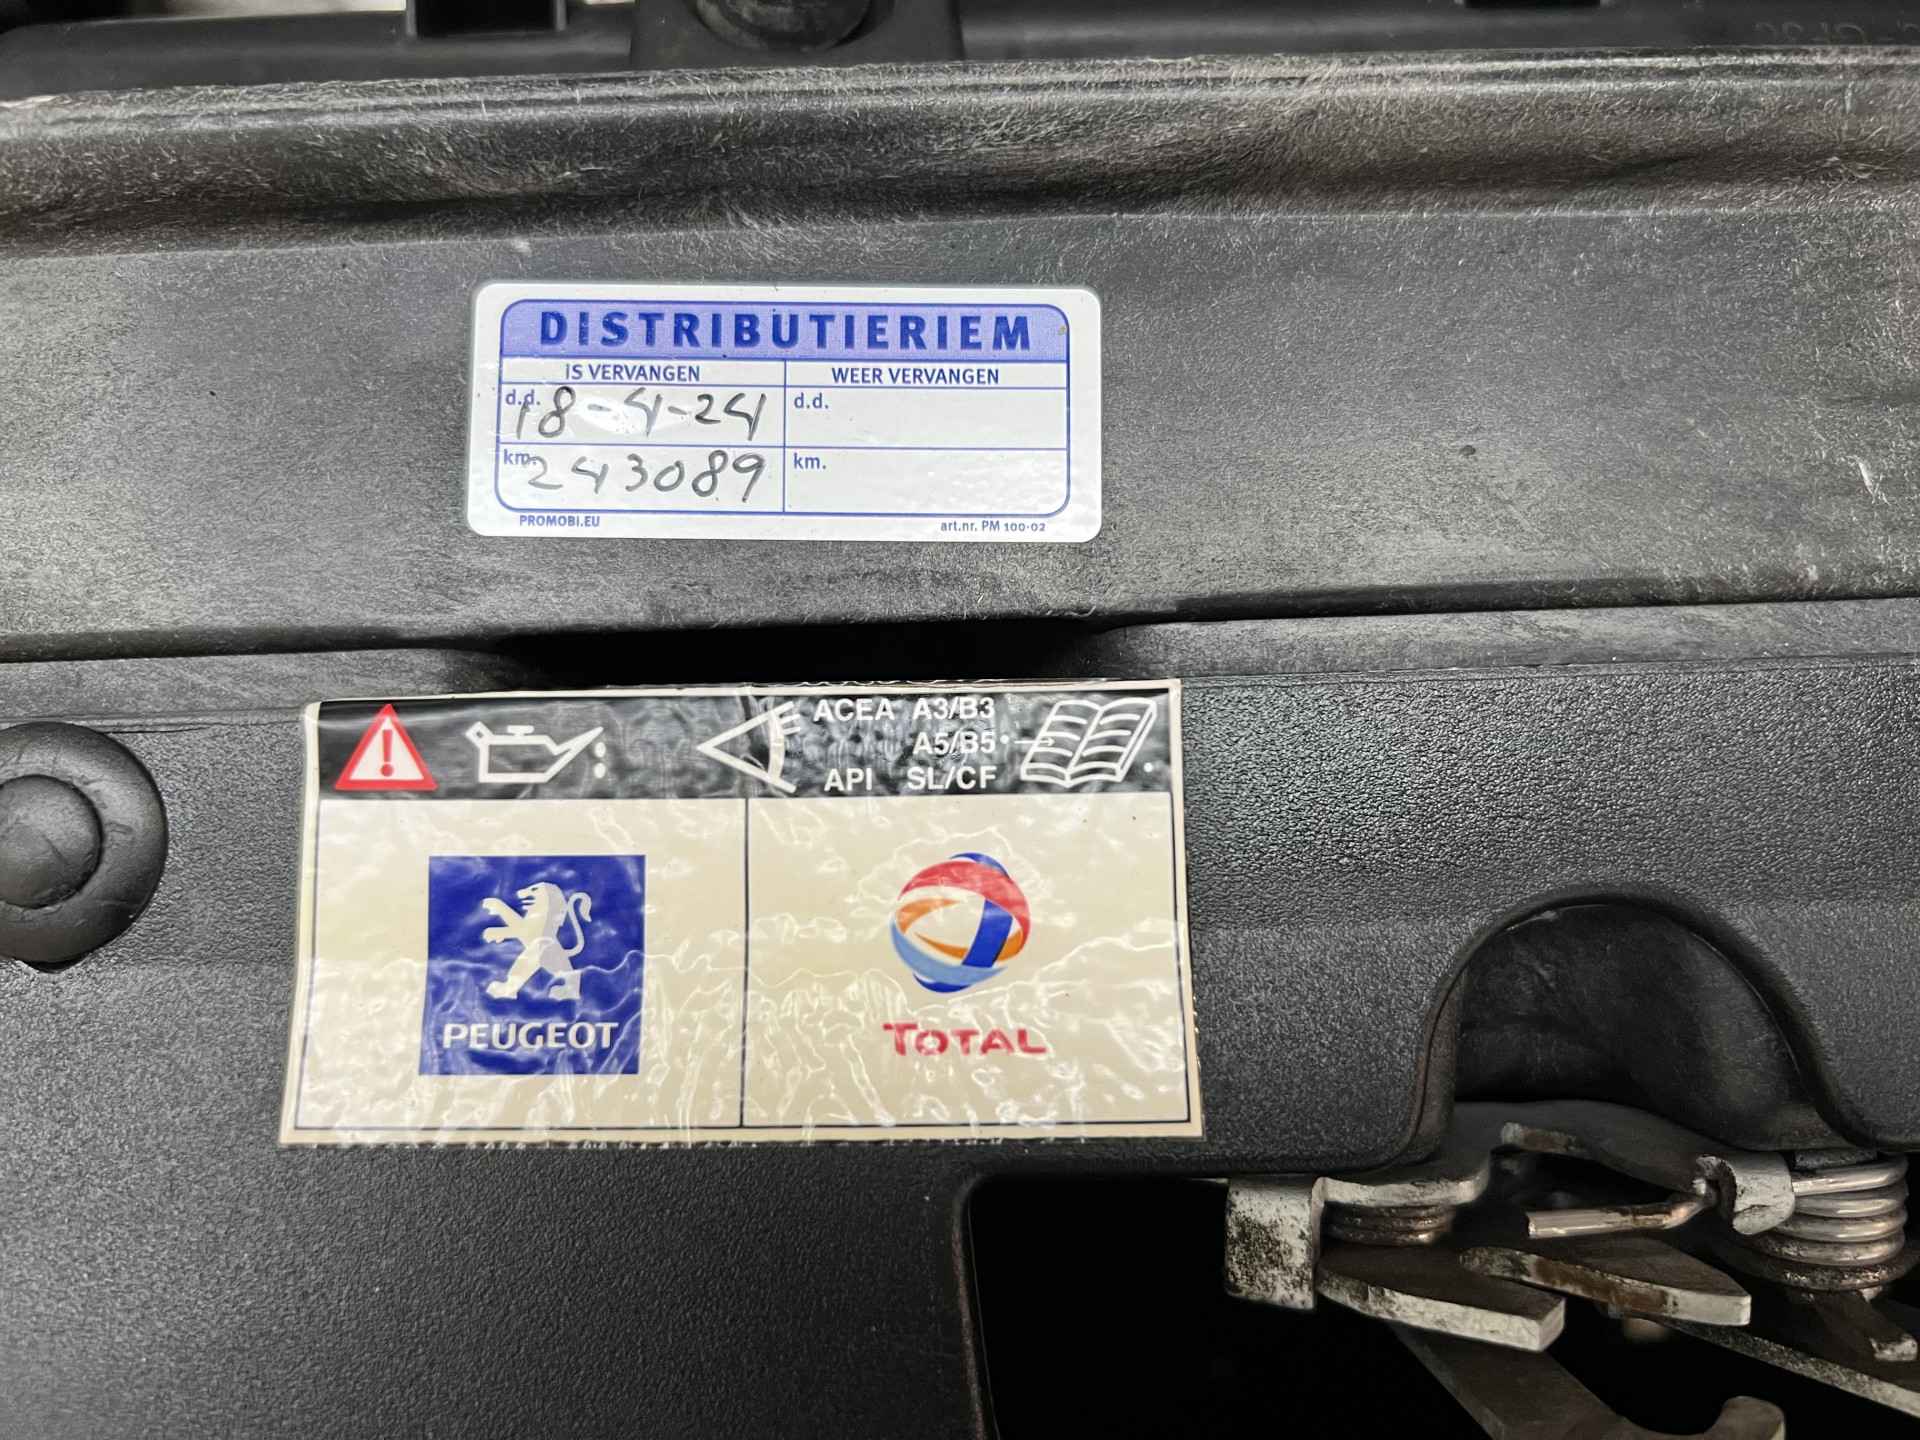 DISTRIBUTIERIEM
IS VERVANGEN WEER VERVANGEN
d.d. 18-4-24 d.d.
km. 243089 km.
PROMOBI.EU art.nr. PM 100-02
ACEA A3/B3
A5/B5
API SL/CF
PEUGEOT
TOTAL